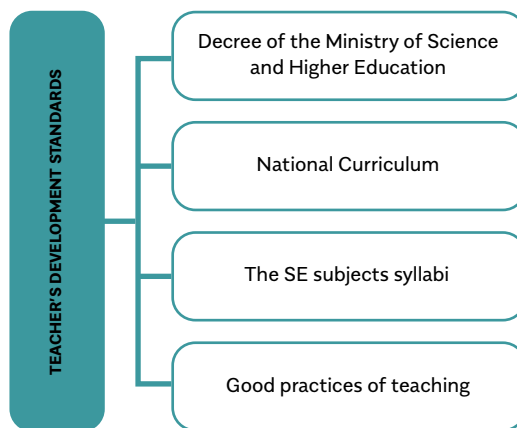 TEACHER'S DEVELOPMENT STANDARDS
Decree of the Ministry of Science
and Higher Education
National Curriculum
The SE subjects syllabi
Good practices of teaching